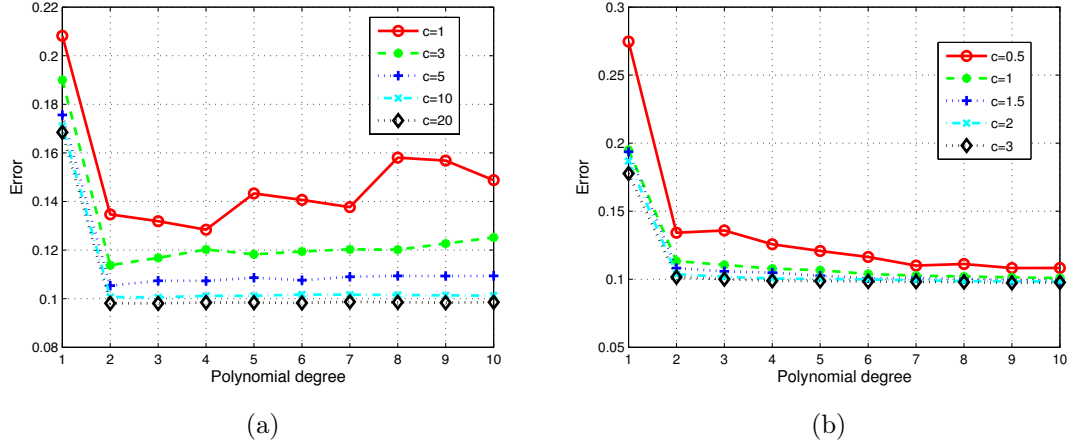 0.22
0.2
0.18
0.16
0.14
0.12
0.1
0.08
Error
1 2 3 4 5 6 7 8 9 10
Polynomial degree
c=1
c=3
c=5
c=10
c=20
(a)
0.3
0.25
0.2
0.15
0.1
0.05
Error
1 2 3 4 5 6 7 8 9 10
Polynomial degree
c=0.5
c=1
c=1.5
c=2
c=3
(b)